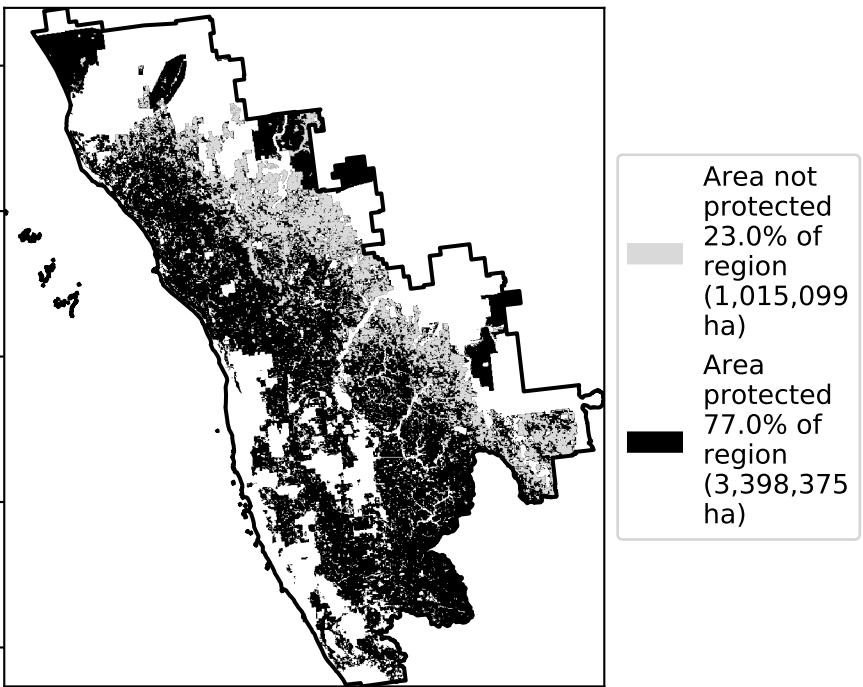 Area not
protected
23.0% of
region
(1,015,099
ha)
Area
protected
77.0% of
region
(3,398,375
ha)